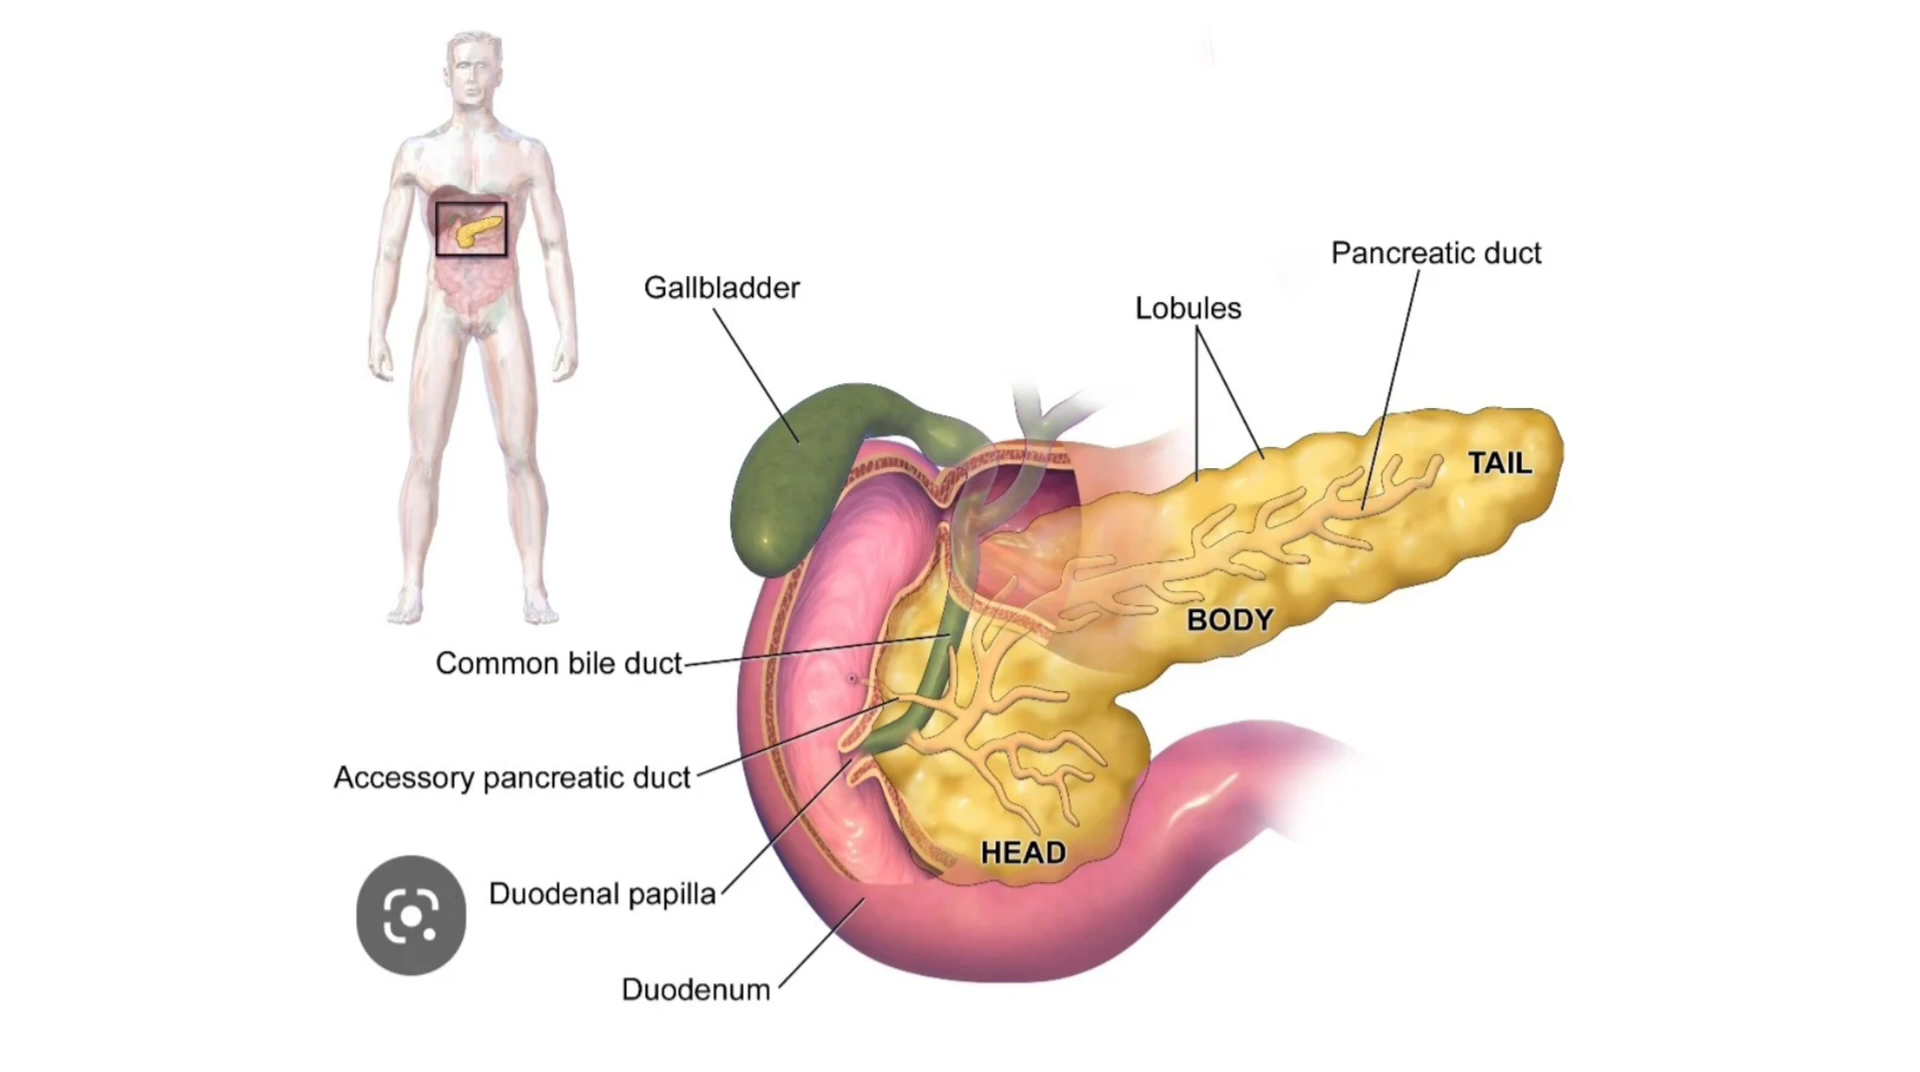 Pancreatic duct
Gallbladder
Lobules
TAIL
BODY
Common bile duct
Accessory pancreatic duct
HEAD
Duodenal papilla
Duodenum